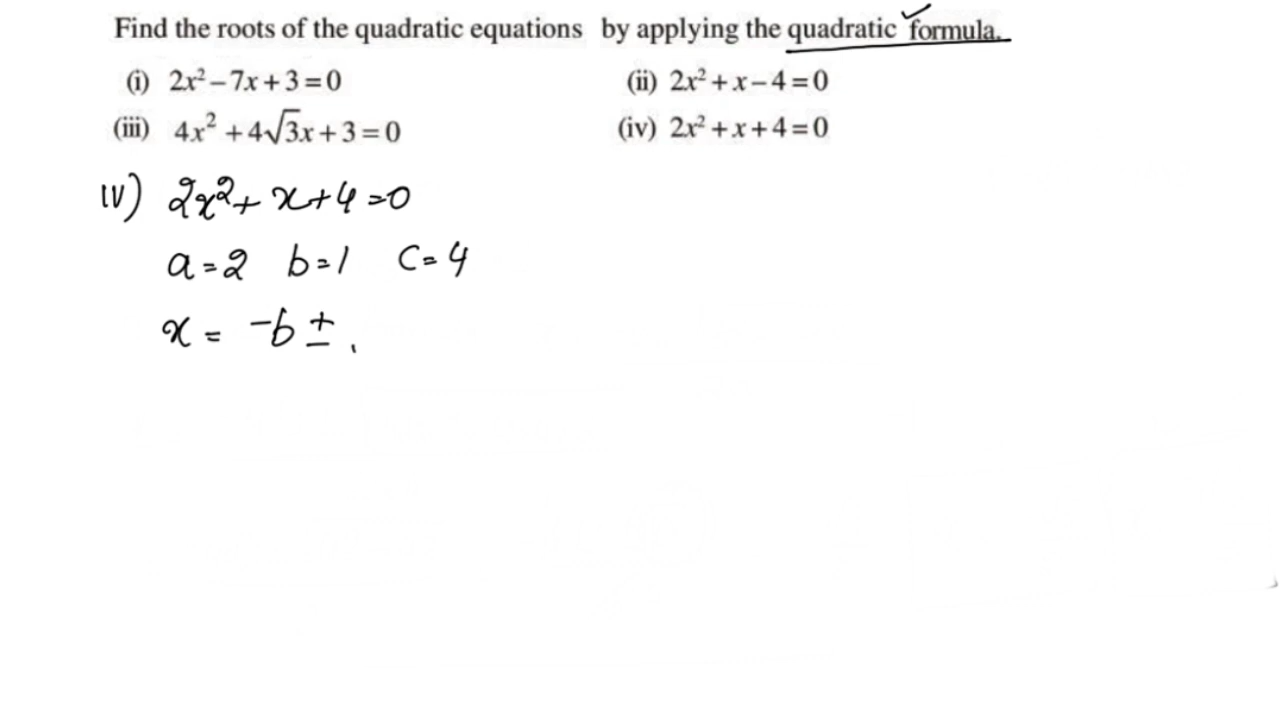 Find the roots of the quadratic equations by applying the quadratic formula.
(i) 2x² – 7x + 3 = 0
(ii) 2x² + x – 4 = 0
(iii) 4x² + 4√3x + 3 = 0
(iv) 2x² + x + 4 = 0
IV) 2x² + x + 4 = 0
a = 2 b = 1 c = 4
x = -b ±